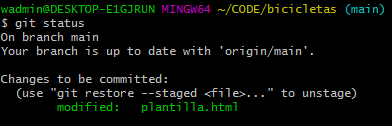 wadmin@DESKTOP-E1GJRUN MINGW64 ~/CODE/bicicletas (main)
$ git status
On branch main
Your branch is up to date with 'origin/main'.

Changes to be committed:
  (use "git restore --staged <file>..." to unstage)
        modified:   plantilla.html